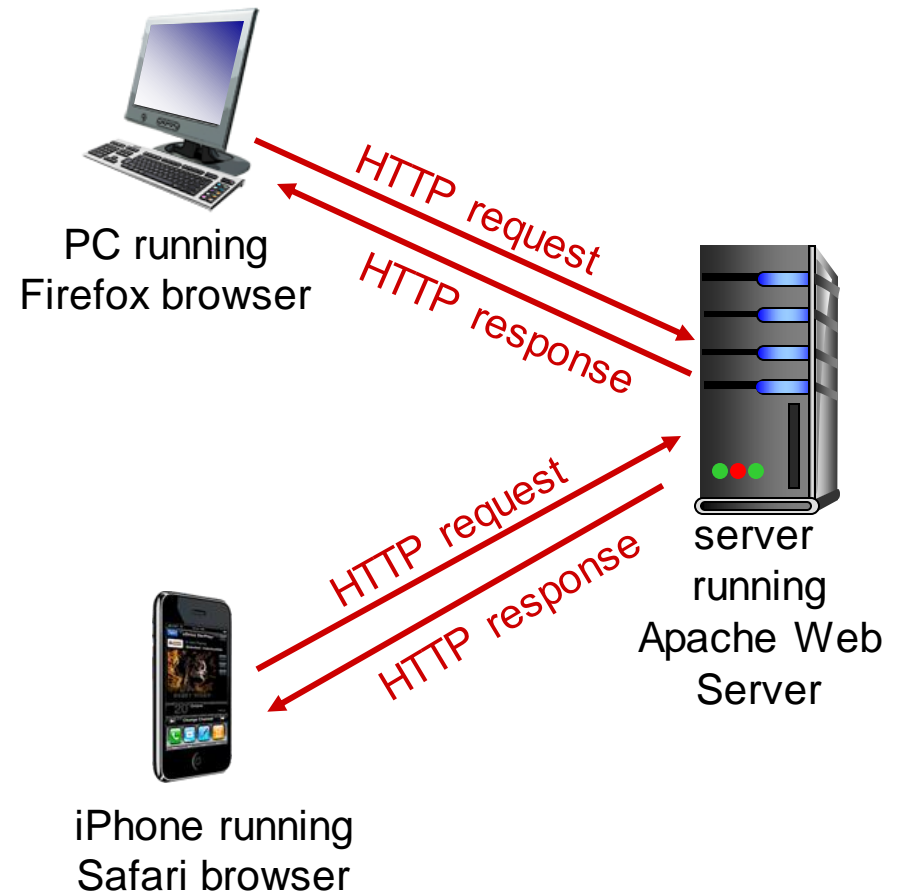 HTTP request
HTTP response
PC running
Firefox browser
HTTP request
HTTP response
server
running
Apache Web
Server
iPhone running
Safari browser